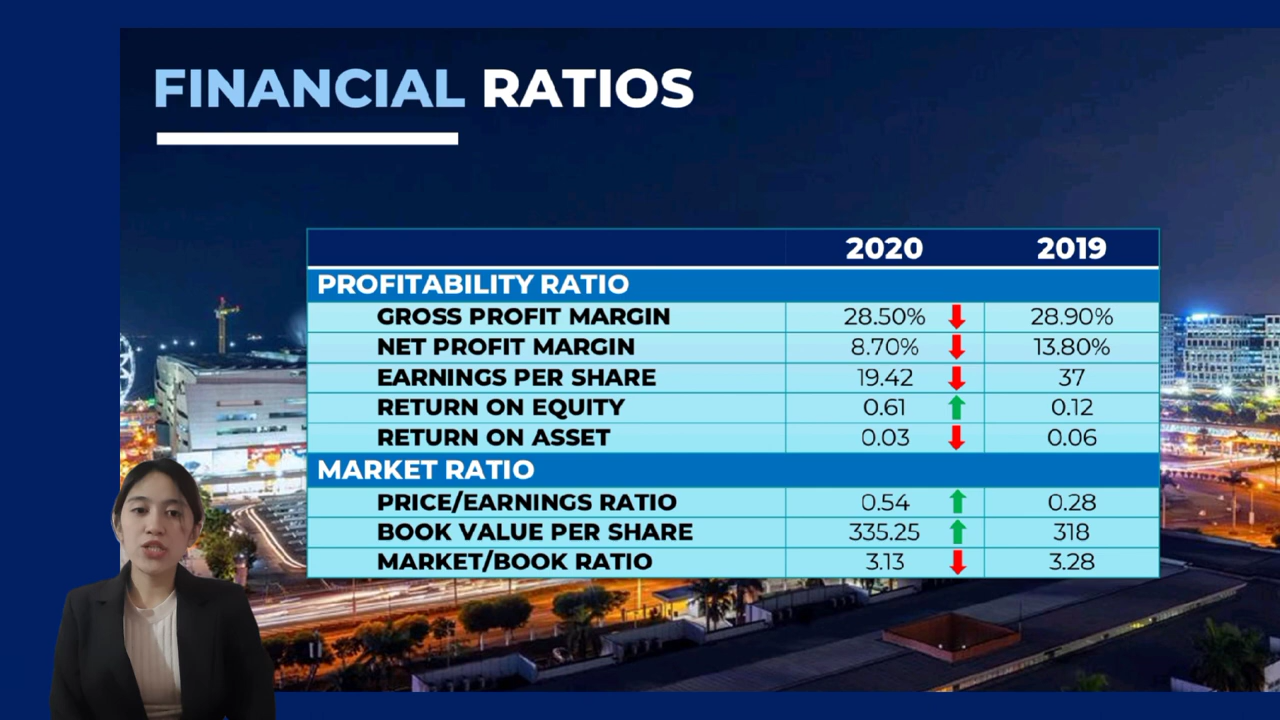 FINANCIAL RATIOS
2020 2019
PROFITABILITY RATIO
GROSS PROFIT MARGIN 28.50% 28.90%
NET PROFIT MARGIN 8.70% 13.80%
EARNINGS PER SHARE 19.42 37
RETURN ON EQUITY 0.61 0.12
RETURN ON ASSET 0.03 0.06
MARKET RATIO
PRICE/EARNINGS RATIO 0.54 0.28
BOOK VALUE PER SHARE 335.25 318
MARKET/BOOK RATIO 3.13 3.28